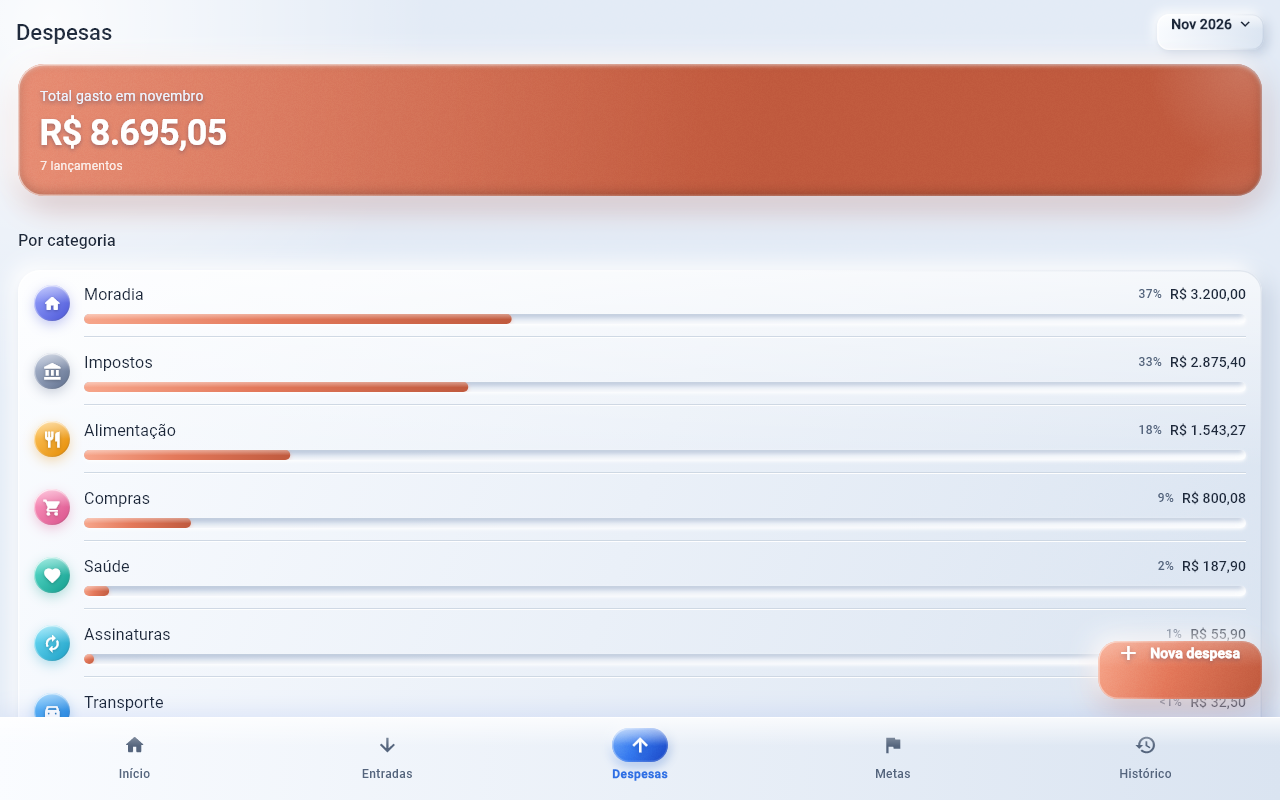 Despesas
Nov 2026
Total gasto em novembro
R$ 8.695,05
7 lançamentos
Por categoria
Moradia 37% R$ 3.200,00
Impostos 33% R$ 2.875,40
Alimentação 18% R$ 1.543,27
Compras 9% R$ 800,08
Saúde 2% R$ 187,90
Assinaturas 1% R$ 55,90
Nova despesa
Transporte <1% R$ 32,50
Início Entradas Despesas Metas Histórico